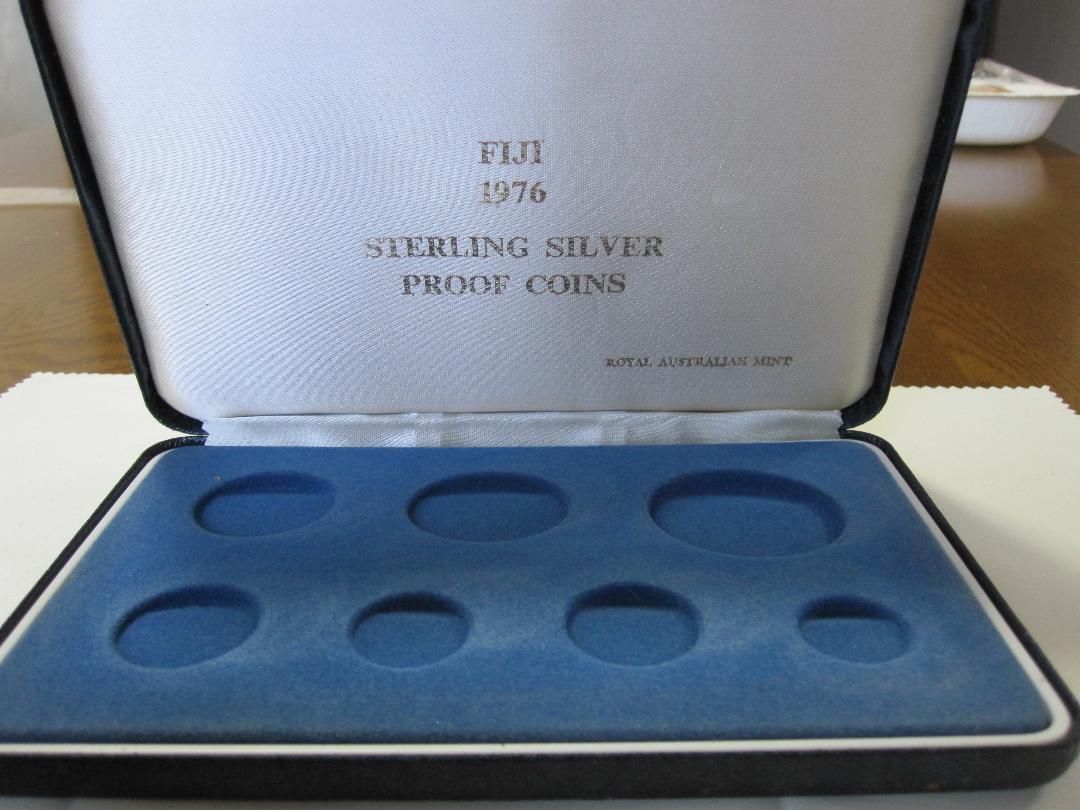 FIJI
1976
STERLING SILVER
PROOF COINS
ROYAL AUSTRALIAN MINT